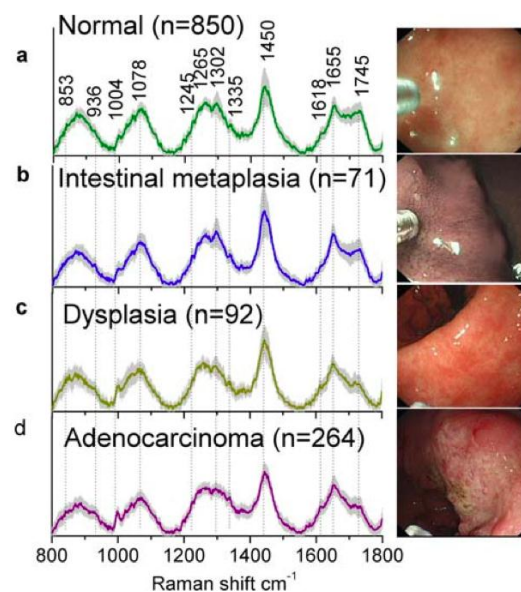 Normal (n=850)
a
853
936
1004
1078
1245
1265
1302
1335
1450
1618
1655
1745
b
Intestinal metaplasia (n=71)
c
Dysplasia (n=92)
d
Adenocarcinoma (n=264)
800 1000 1200 1400 1600 1800
Raman shift cm-1